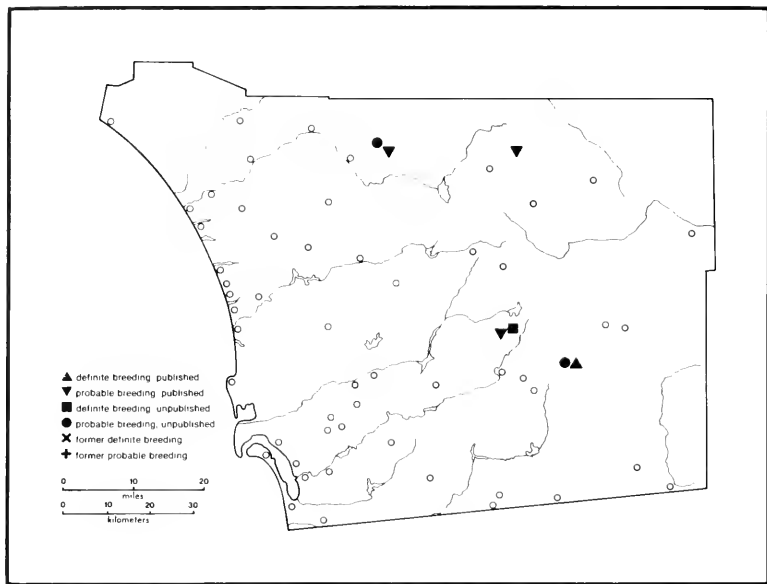 definite breeding published
probable breeding published
definite breeding unpublished
probable breeding, unpublished
former definite breeding
former probable breeding
0 10 20
miles
0 10 20 30
kilometers